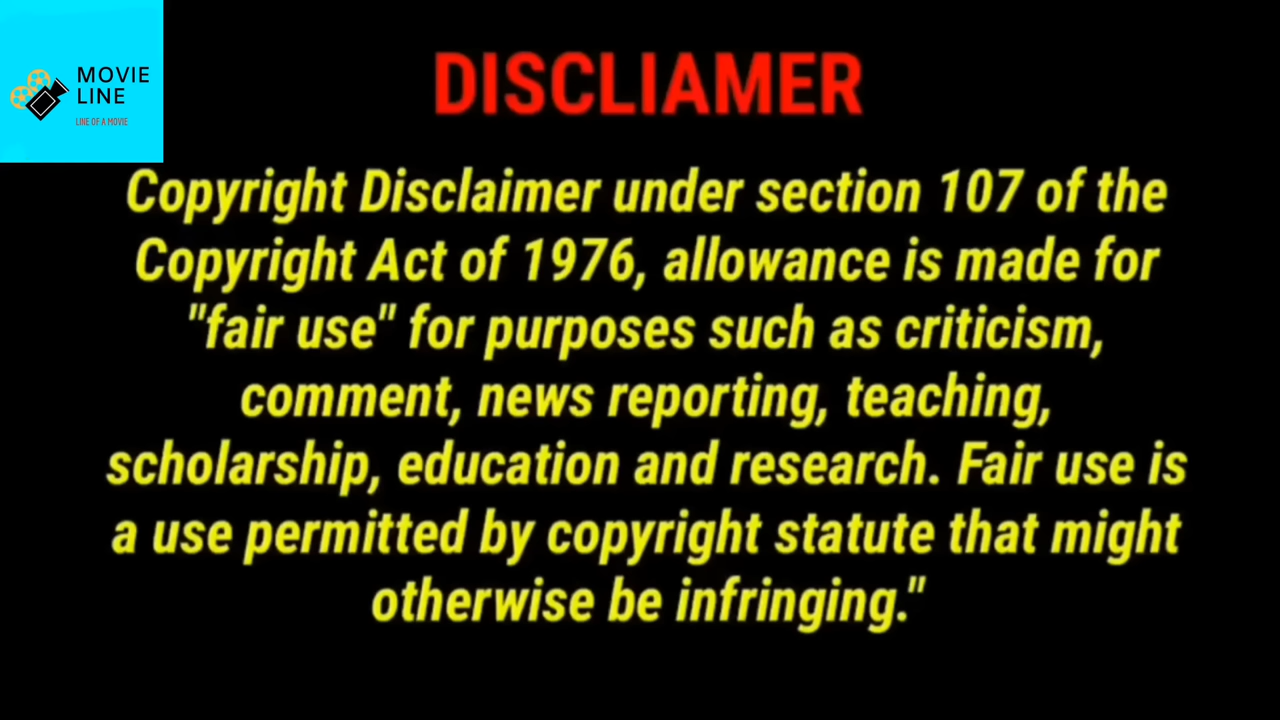 MOVIE
LINE
LINE OF A MOVIE
DISCLIAMER
Copyright Disclaimer under section 107 of the
Copyright Act of 1976, allowance is made for
"fair use" for purposes such as criticism,
comment, news reporting, teaching,
scholarship, education and research. Fair use is
a use permitted by copyright statute that might
otherwise be infringing."